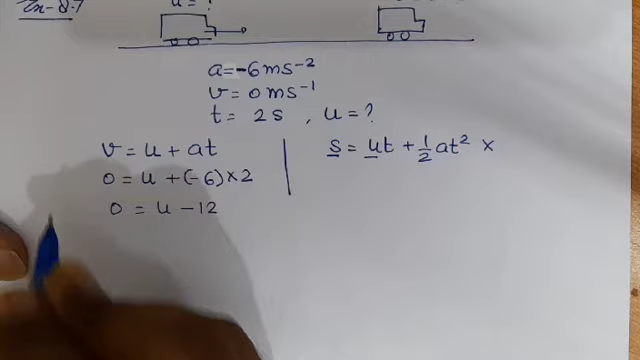 Ex-8.7
u = ?
a = -6 ms⁻²
v = 0 ms⁻¹
t = 2s , u = ?
v = u + at
0 = u + (-6) × 2
0 = u - 12
s = ut + 1/2 at² ×